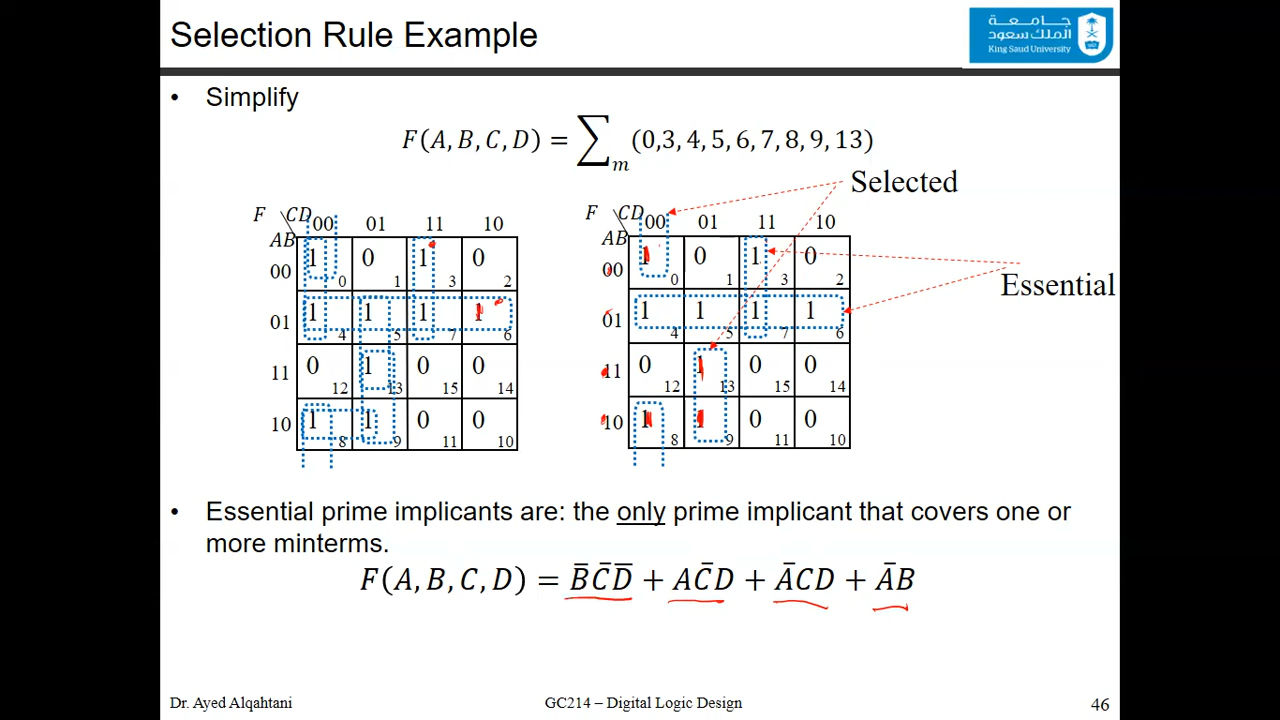 Selection Rule Example
جامعة
الملك سعود
King Saud University
• Simplify
F(A, B, C, D) = ∑m (0,3, 4, 5, 6, 7, 8, 9, 13)
Selected
F CD 00 01 11 10
AB
00 1 0 0 1 1 3 0 2
01 1 4 1 5 1 7 1 6
11 0 12 1 13 0 15 0 14
10 1 8 1 9 0 11 0 10
F CD 00 01 11 10
AB
00 1 0 0 1 1 3 0 2
01 1 4 1 5 1 7 1 6
11 0 12 1 13 0 15 0 14
10 1 8 1 9 0 11 0 10
Essential
• Essential prime implicants are: the only prime implicant that covers one or
more minterms.
F(A, B, C, D) = B̅C̅D̅ + AC̅D + A̅CD + A̅B
Dr. Ayed Alqahtani
GC214 – Digital Logic Design
46